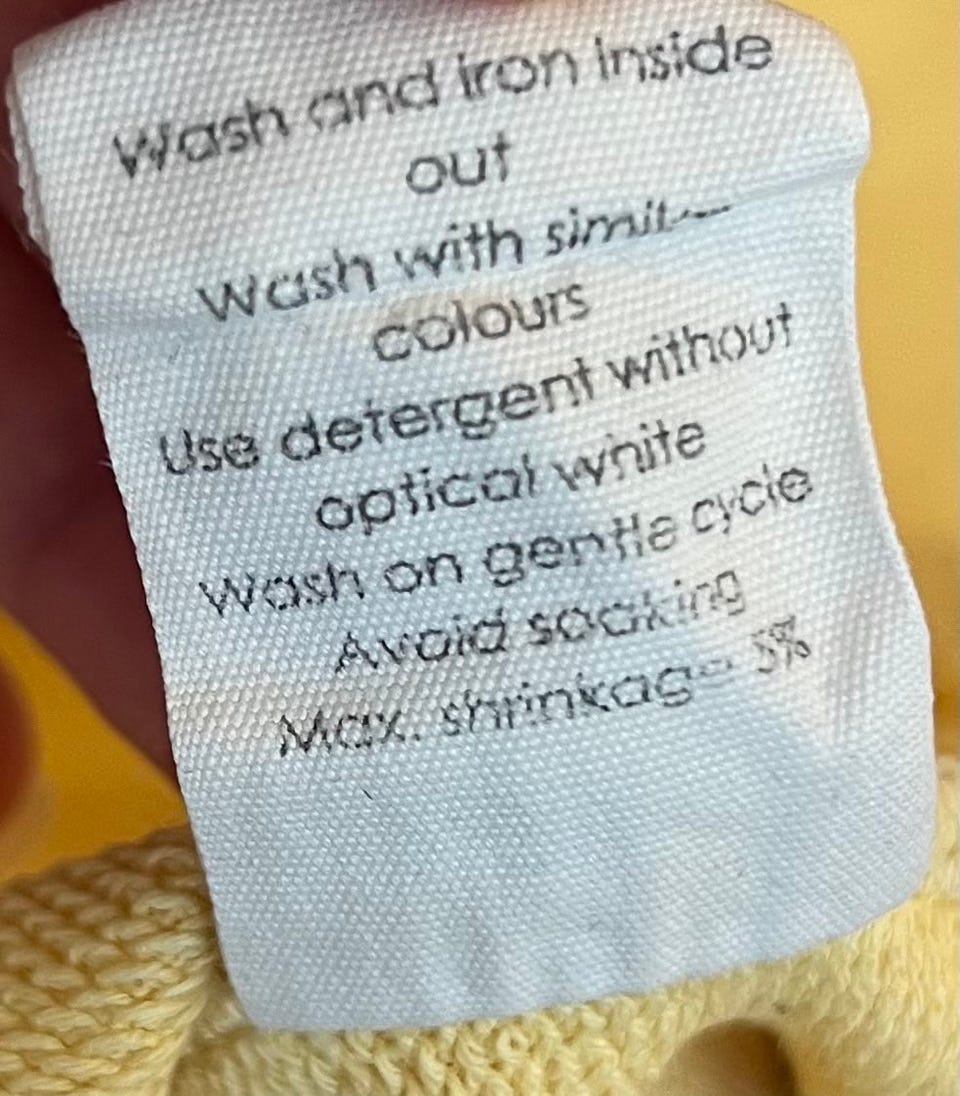 Wash and iron inside
out
Wash with similar
colours
Use detergent without
optical white
Wash on gentle cycle
Avoid soaking
Max. shrinkage 5%